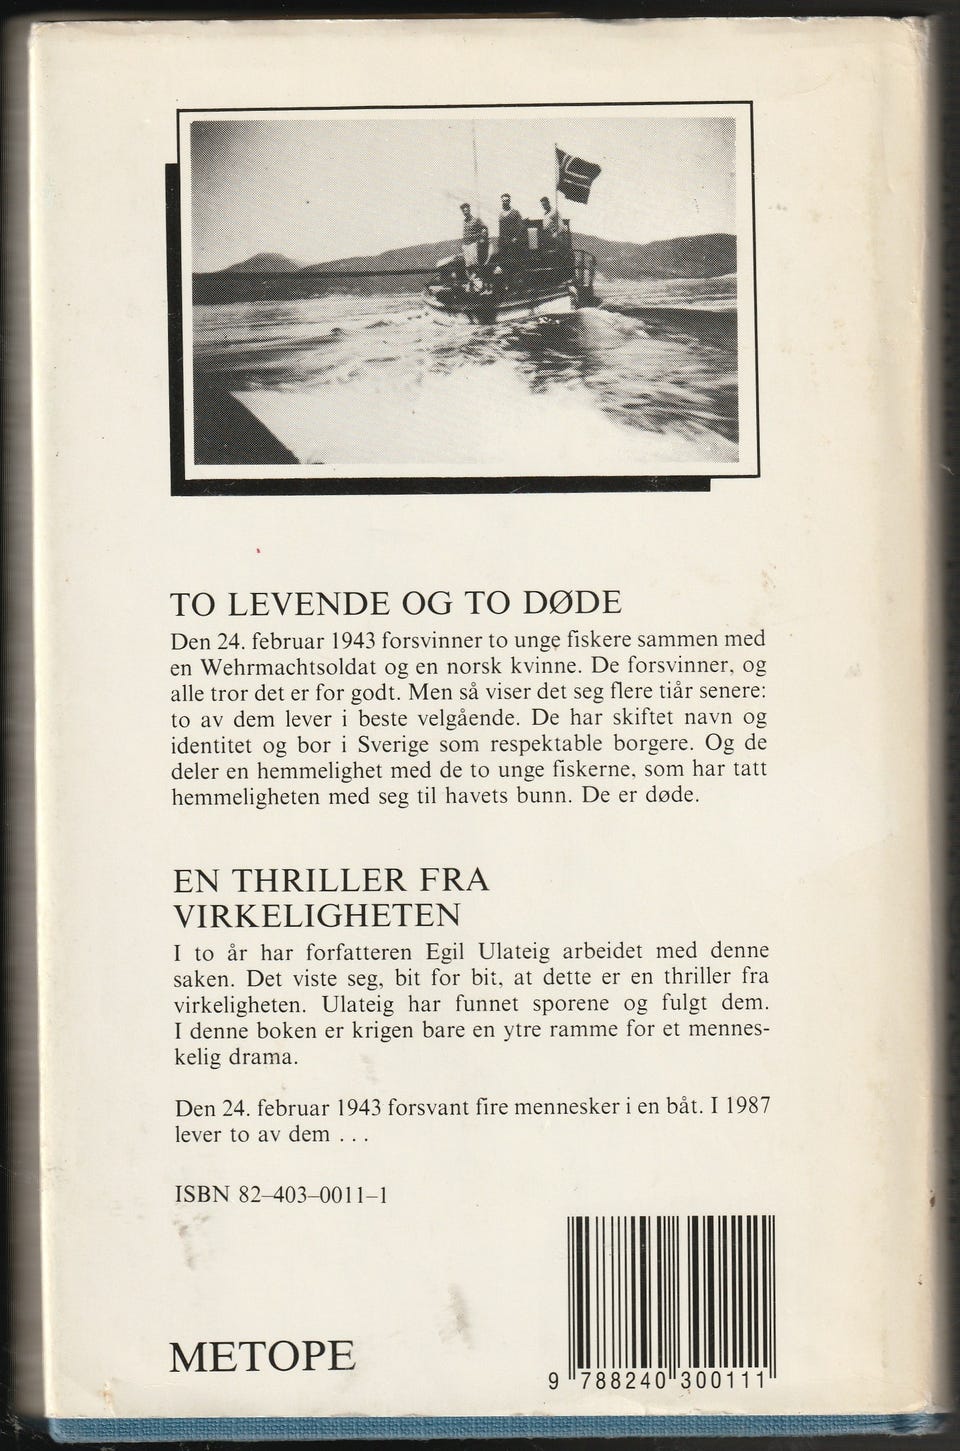 TO LEVENDE OG TO DØDE
Den 24. februar 1943 forsvinner to unge fiskere sammen med
en Wehrmachtsoldat og en norsk kvinne. De forsvinner, og
alle tror det er for godt. Men så viser det seg flere tiår senere:
to av dem lever i beste velgående. De har skiftet navn og
identitet og bor i Sverige som respektable borgere. Og de
deler en hemmelighet med de to unge fiskerne, som har tatt
hemmeligheten med seg til havets bunn. De er døde.
EN THRILLER FRA
VIRKELIGHETEN
I to år har forfatteren Egil Ulateig arbeidet med denne
saken. Det viste seg, bit for bit, at dette er en thriller fra
virkeligheten. Ulateig har funnet sporene og fulgt dem.
I denne boken er krigen bare en ytre ramme for et mennes-
kelig drama.
Den 24. februar 1943 forsvant fire mennesker i en båt. I 1987
lever to av dem . . .
ISBN 82–403–0011–1
METOPE
9 788240 300111